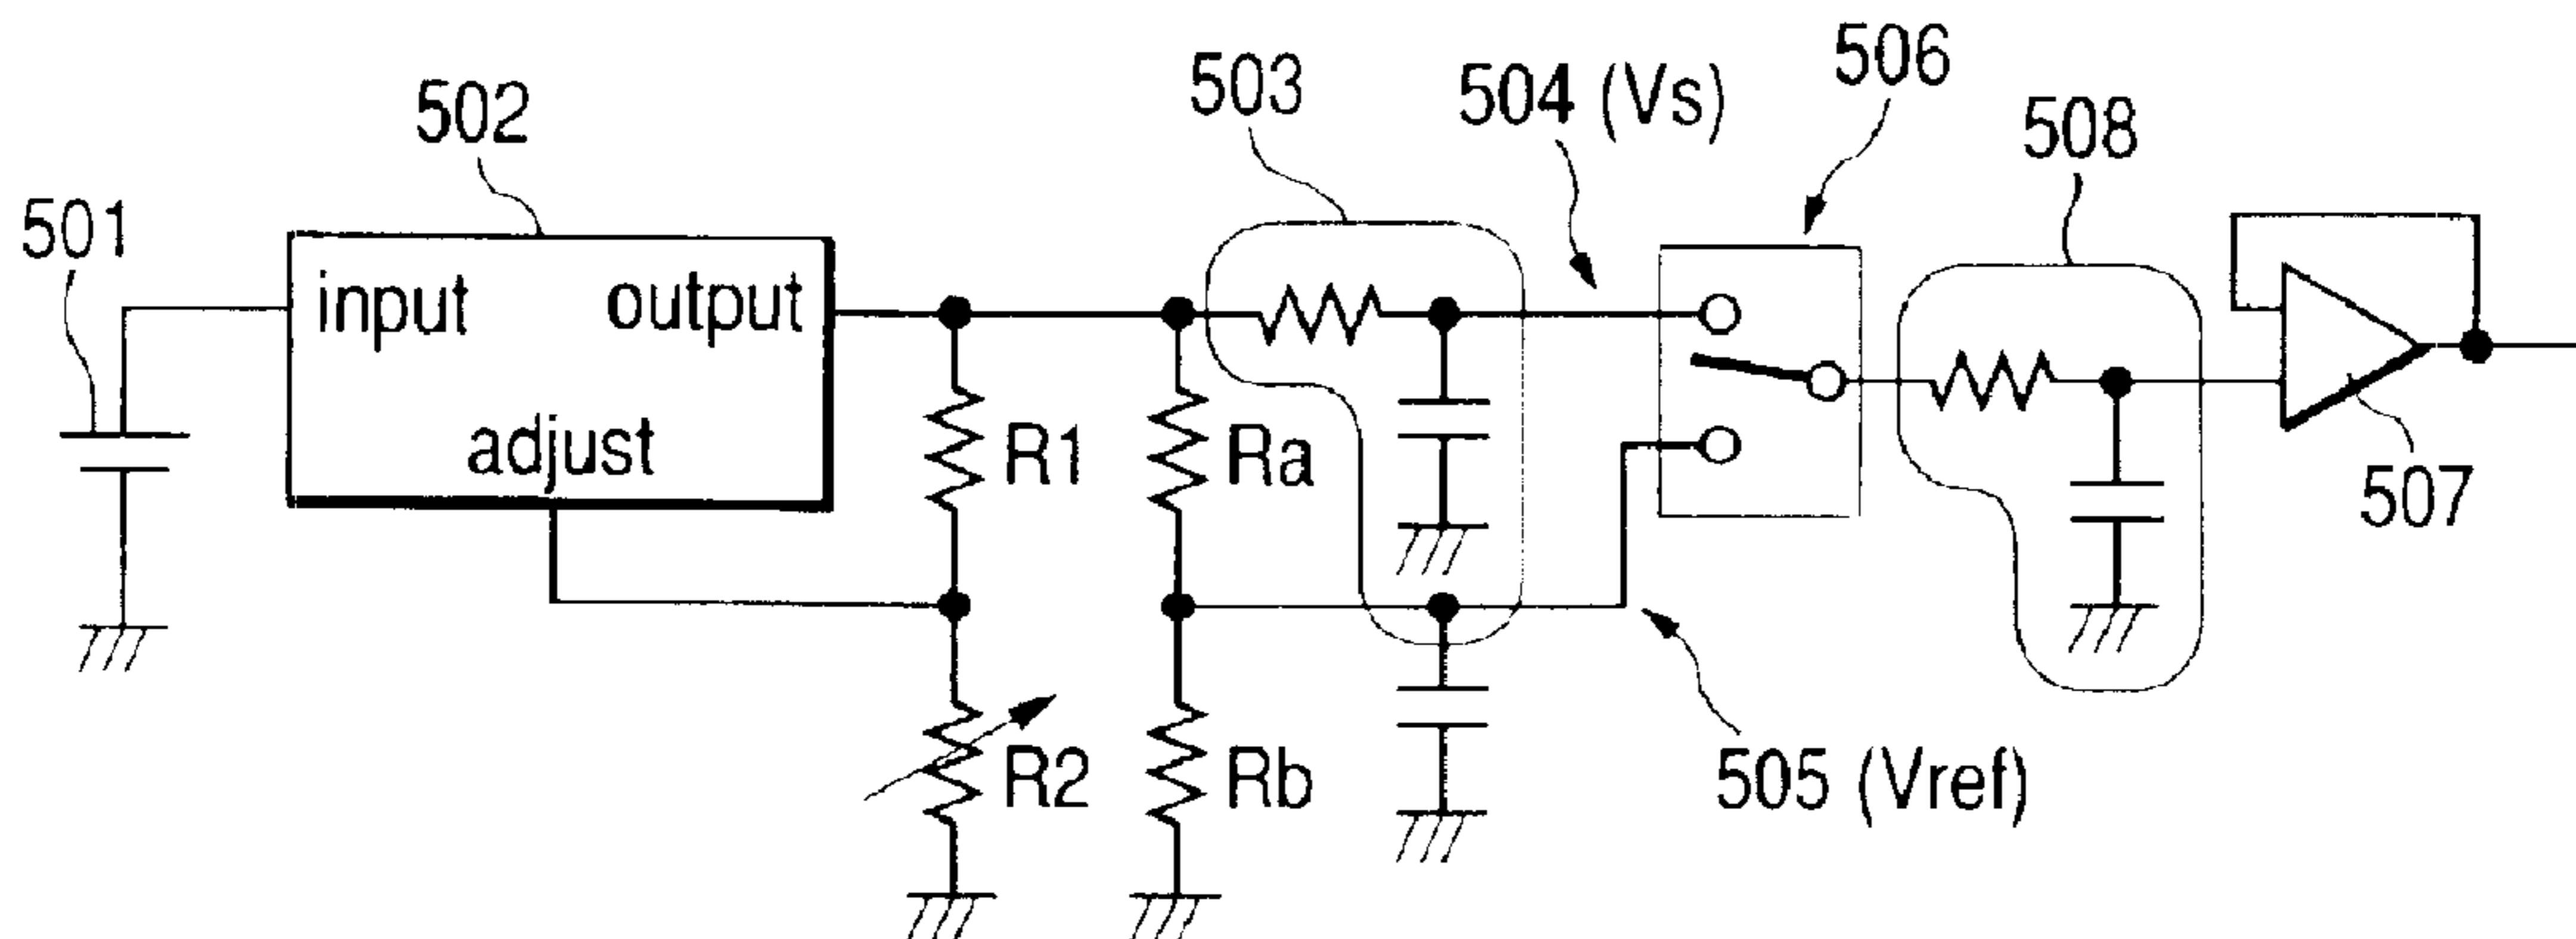 501
502
input
output
adjust
R1
R2
Ra
Rb
503
504 (Vs)
505 (Vref)
506
508
507